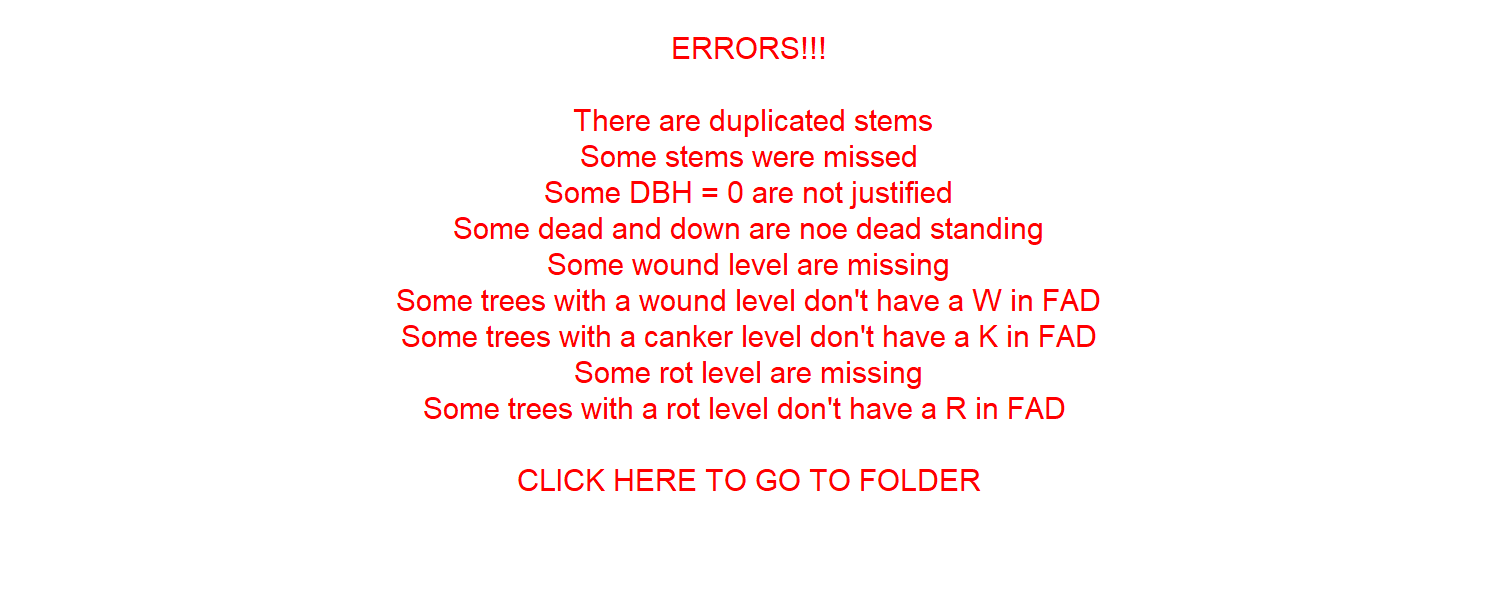 ERRORS!!!
There are duplicated stems
Some stems were missed
Some DBH = 0 are not justified
Some dead and down are noe dead standing
Some wound level are missing
Some trees with a wound level don't have a W in FAD
Some trees with a canker level don't have a K in FAD
Some rot level are missing
Some trees with a rot level don't have a R in FAD
CLICK HERE TO GO TO FOLDER